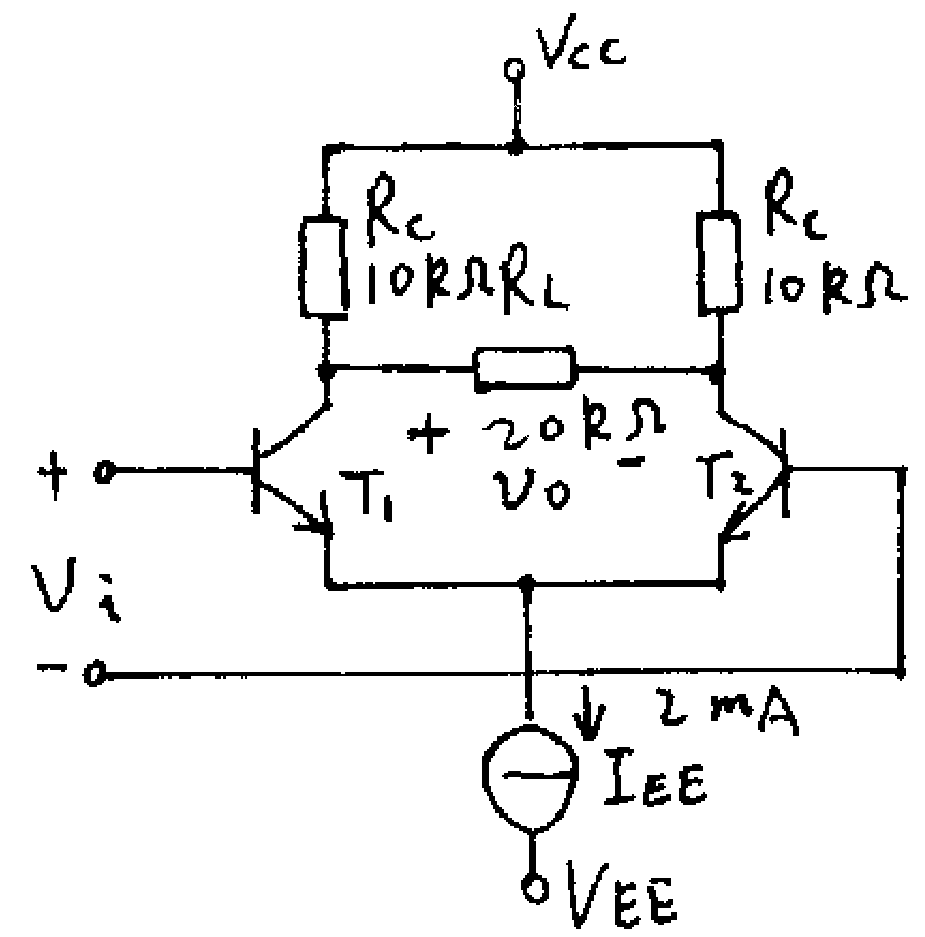 Vcc
Rc
10kΩ
RL
Rc
10kΩ
+ 20kΩ -
vo
+
T1
T2
Vi
-
↓ 2 mA
IEE
VEE